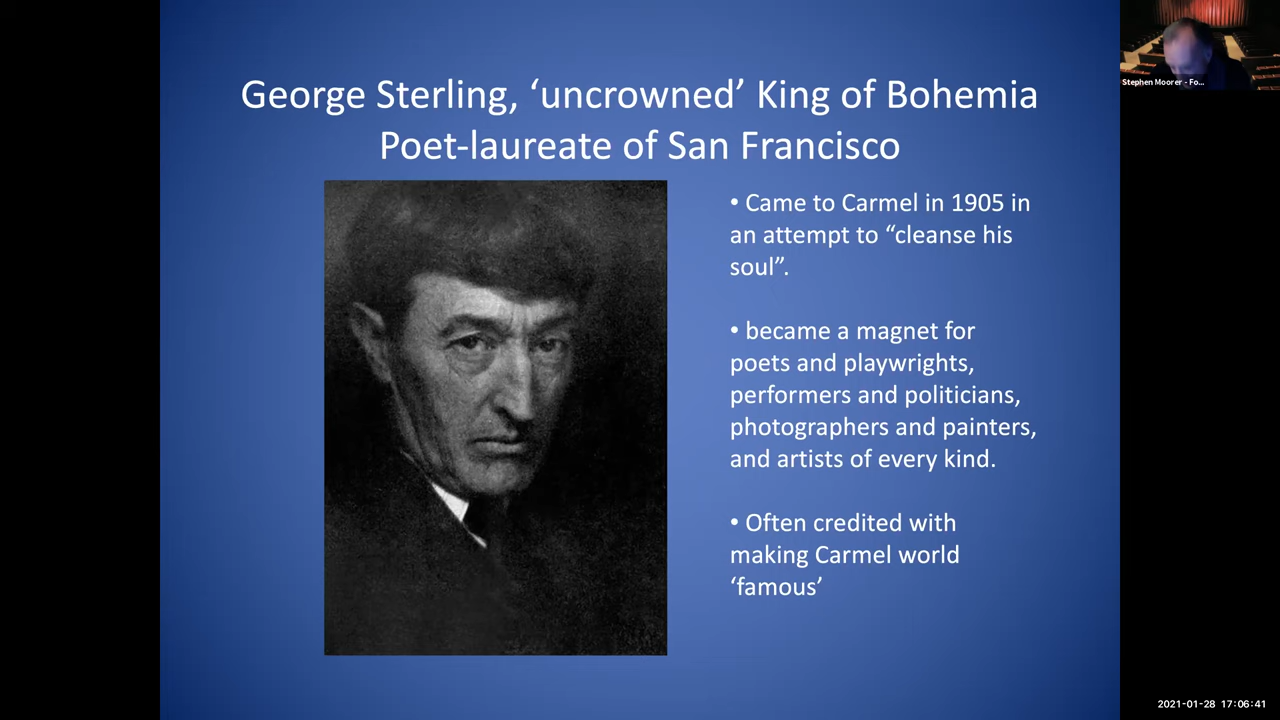 George Sterling, ‘uncrowned’ King of Bohemia
Poet-laureate of San Francisco
• Came to Carmel in 1905 in
an attempt to “cleanse his
soul”.
• became a magnet for
poets and playwrights,
performers and politicians,
photographers and painters,
and artists of every kind.
• Often credited with
making Carmel world
‘famous’
Stephen Moorer - Fo...
2021-01-28 17:06:41